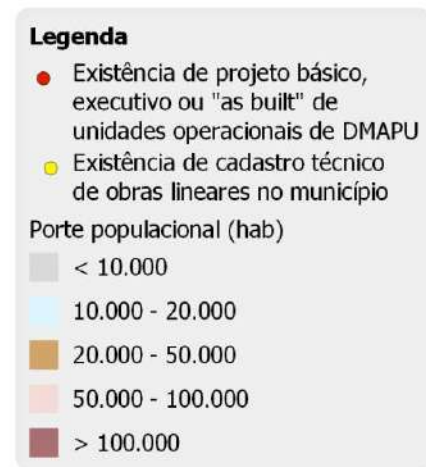 Legenda
Existência de projeto básico,
executivo ou "as built" de
unidades operacionais de DMAPU
Existência de cadastro técnico
de obras lineares no município
Porte populacional (hab)
< 10.000
10.000 - 20.000
20.000 - 50.000
50.000 - 100.000
> 100.000